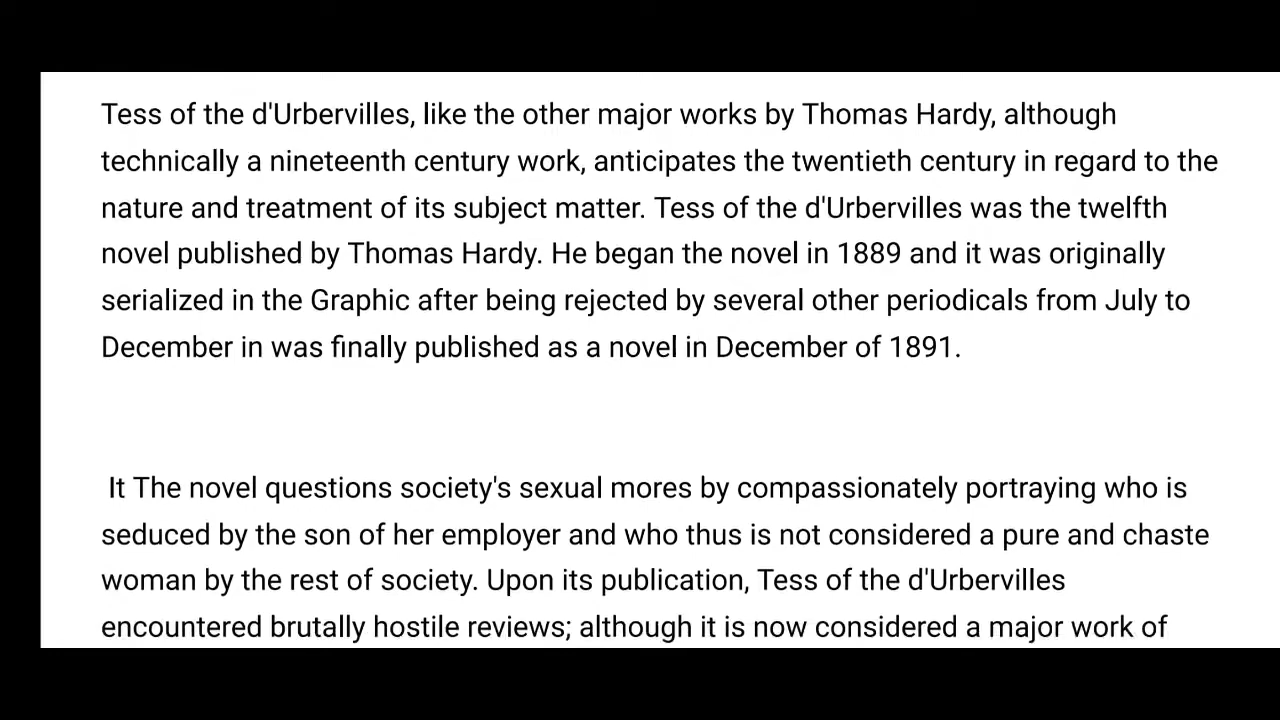 Tess of the d'Urbervilles, like the other major works by Thomas Hardy, although
technically a nineteenth century work, anticipates the twentieth century in regard to the
nature and treatment of its subject matter. Tess of the d'Urbervilles was the twelfth
novel published by Thomas Hardy. He began the novel in 1889 and it was originally
serialized in the Graphic after being rejected by several other periodicals from July to
December in was finally published as a novel in December of 1891.
It The novel questions society's sexual mores by compassionately portraying who is
seduced by the son of her employer and who thus is not considered a pure and chaste
woman by the rest of society. Upon its publication, Tess of the d'Urbervilles
encountered brutally hostile reviews; although it is now considered a major work of